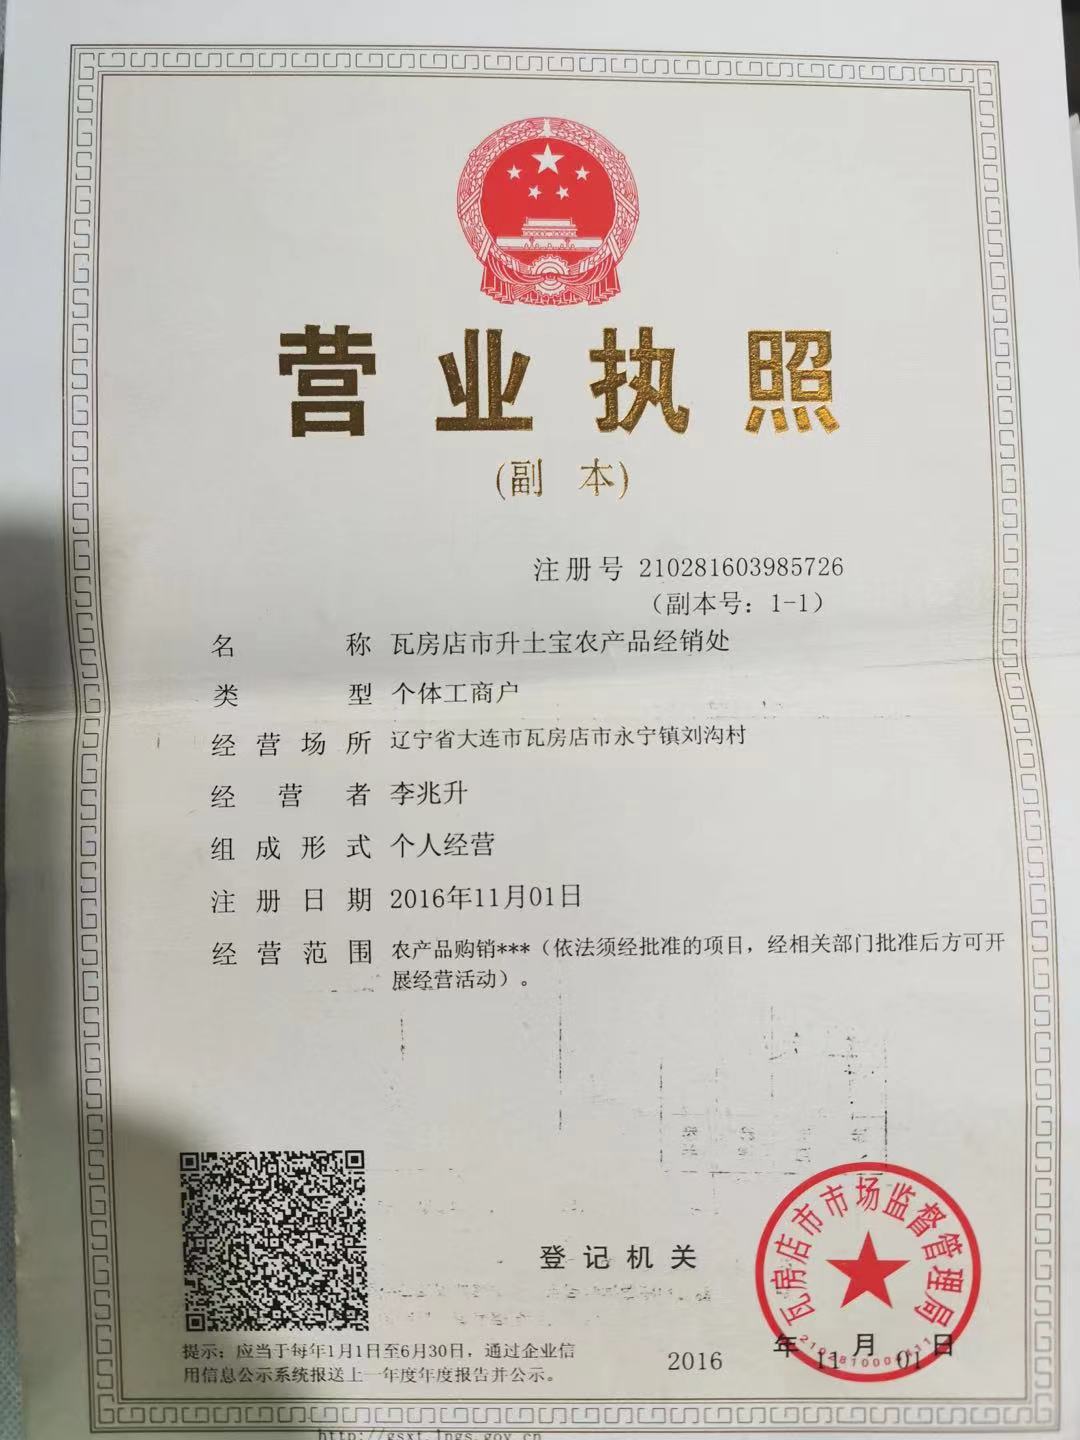 营业执照
(副 本)
注册号 210281603985726
（副本号：1-1）
名 称 瓦房店市升土宝农产品经销处
类 型 个体工商户
经营场所 辽宁省大连市瓦房店市永宁镇刘沟村
经 营 者 李兆升
组成形式 个人经营
注册日期 2016年11月01日
经营范围 农产品购销***（依法须经批准的项目，经相关部门批准后方可开
展经营活动）。
登记机关
瓦房店市市场监督管理局
2016 年 11 月 01 日
提示：应当于每年1月1日至6月30日，通过企业信
用信息公示系统报送上一年度年度报告并公示。
http://gsxt.lngs.gov.cn